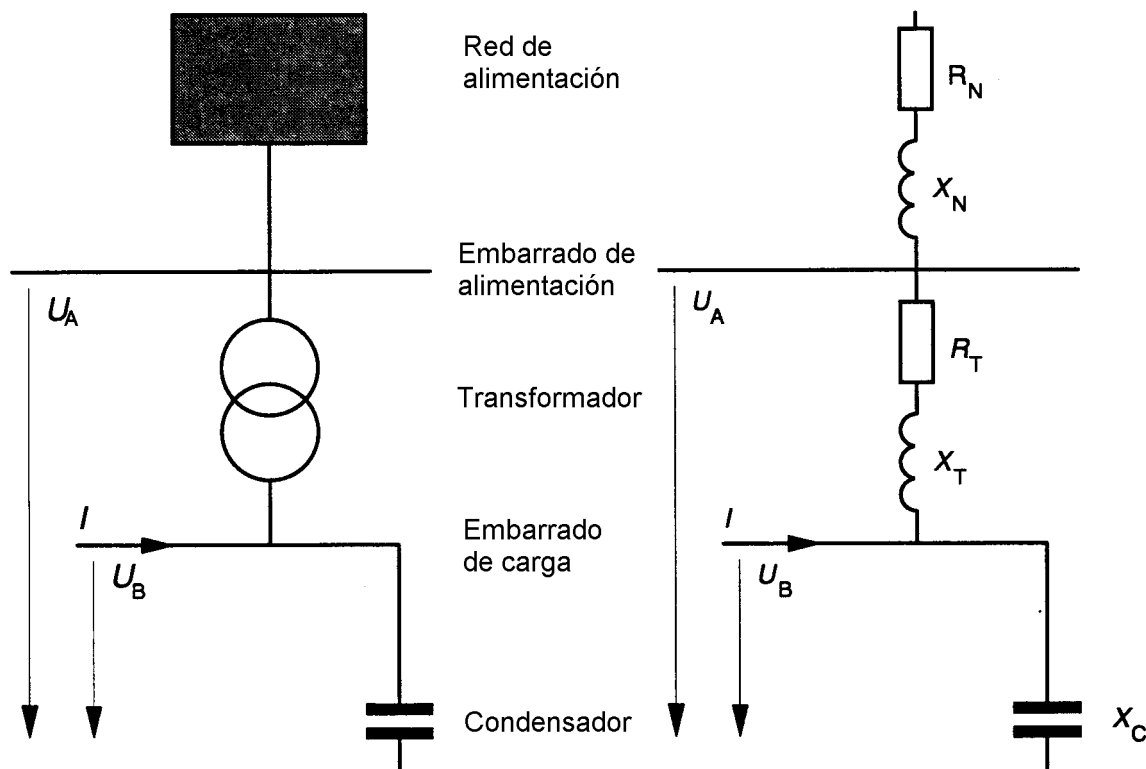 Red de
alimentación
R_N
X_N
Embarrado de
alimentación
U_A
U_A
R_T
Transformador
X_T
I
Embarrado
de carga
I
U_B
U_B
Condensador
X_C